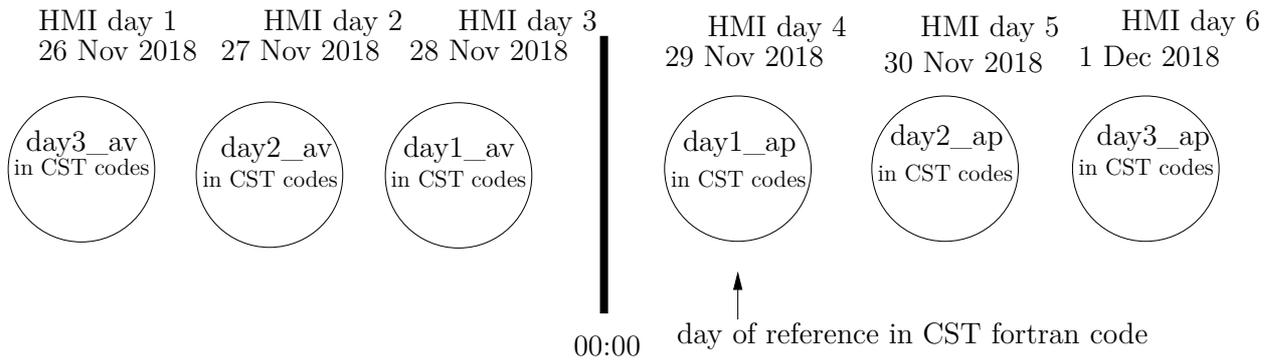 HMI day 1
26 Nov 2018
HMI day 2
27 Nov 2018
HMI day 3
28 Nov 2018
HMI day 4
29 Nov 2018
HMI day 5
30 Nov 2018
HMI day 6
1 Dec 2018
day3_av
in CST codes
day2_av
in CST codes
day1_av
in CST codes
day1_ap
in CST codes
day2_ap
in CST codes
day3_ap
in CST codes
00:00
day of reference in CST fortran code